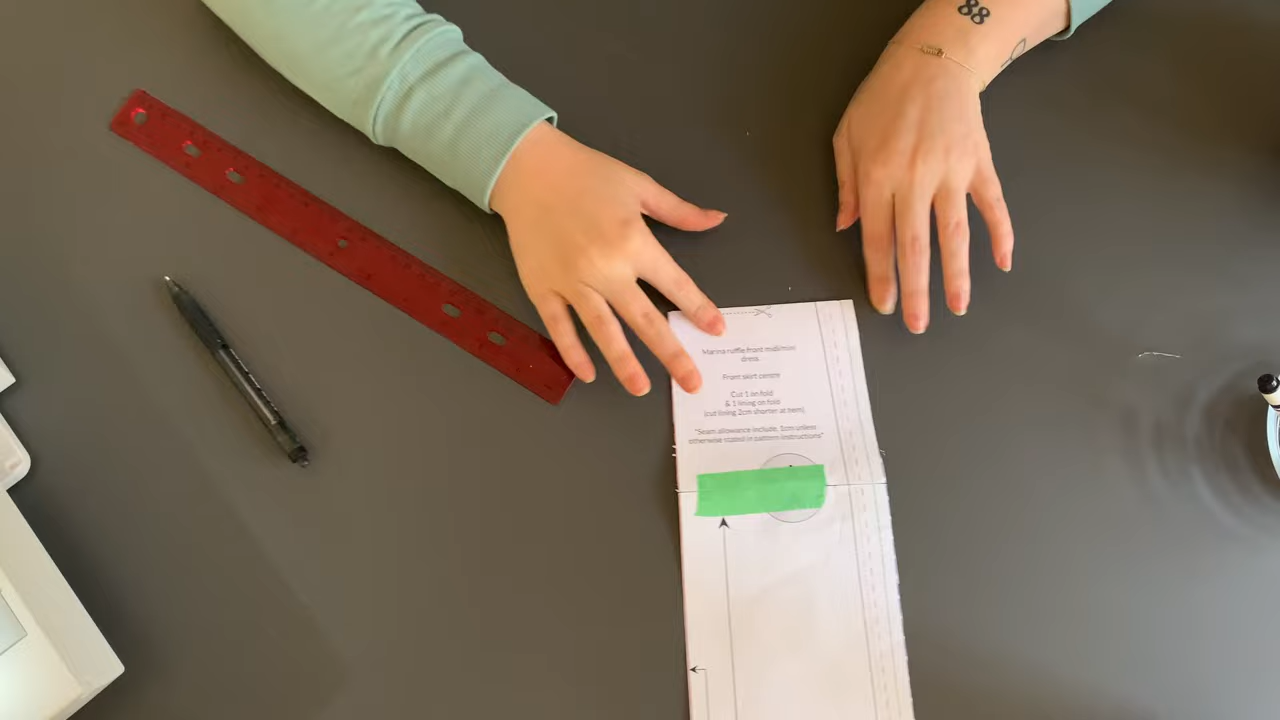 88
Marina ruffle front midi/mini
dress
Front skirt centre
Cut 1 on fold
& 1 lining on fold
(cut lining 2cm shorter at hem)
"Seam allowance include, 1cm unless
otherwise stated in pattern instructions"